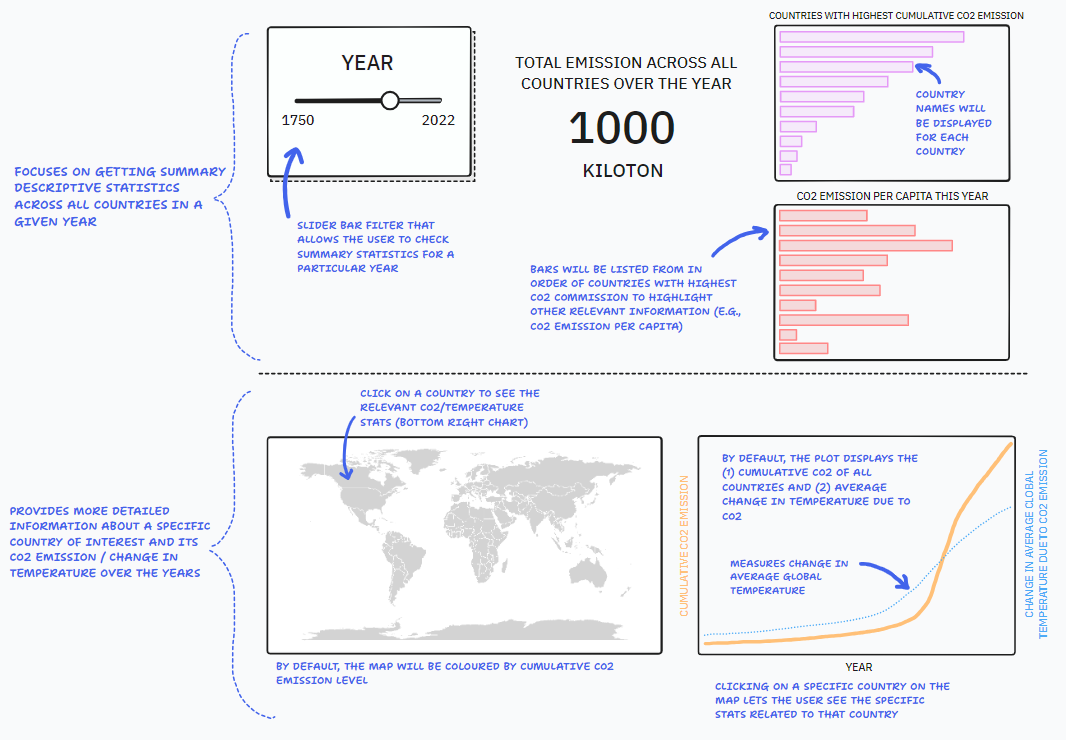 COUNTRIES WITH HIGHEST CUMULATIVE CO2 EMISSION
YEAR
1750
2022
TOTAL EMISSION ACROSS ALL
COUNTRIES OVER THE YEAR
1000
KILOTON
COUNTRY
NAMES WILL
BE DISPLAYED
FOR EACH
COUNTRY
FOCUSES ON GETTING SUMMARY
DESCRIPTIVE STATISTICS
ACROSS ALL COUNTRIES IN A
GIVEN YEAR
SLIDER BAR FILTER THAT
ALLOWS THE USER TO CHECK
SUMMARY STATISTICS FOR A
PARTICULAR YEAR
CO2 EMISSION PER CAPITA THIS YEAR
BARS WILL BE LISTED FROM IN
ORDER OF COUNTRIES WITH HIGHEST
CO2 COMMISSION TO HIGHLIGHT
OTHER RELEVANT INFORMATION (E.G.,
CO2 EMISSION PER CAPITA)
CLICK ON A COUNTRY TO SEE THE
RELEVANT CO2/TEMPERATURE
STATS (BOTTOM RIGHT CHART)
PROVIDES MORE DETAILED
INFORMATION ABOUT A SPECIFIC
COUNTRY OF INTEREST AND ITS
CO2 EMISSION / CHANGE IN
TEMPERATURE OVER THE YEARS
BY DEFAULT, THE MAP WILL BE COLOURED BY CUMULATIVE CO2
EMISSION LEVEL
CUMULATIVE CO2 EMISSION
BY DEFAULT, THE PLOT DISPLAYS THE
(1) CUMULATIVE CO2 OF ALL
COUNTRIES AND (2) AVERAGE
CHANGE IN TEMPERATURE DUE TO
CO2
MEASURES CHANGE IN
AVERAGE GLOBAL
TEMPERATURE
CHANGE IN AVERAGE GLOBAL
TEMPERATURE DUE TO CO2 EMISSION
YEAR
CLICKING ON A SPECIFIC COUNTRY ON THE
MAP LETS THE USER SEE THE SPECIFIC
STATS RELATED TO THAT COUNTRY